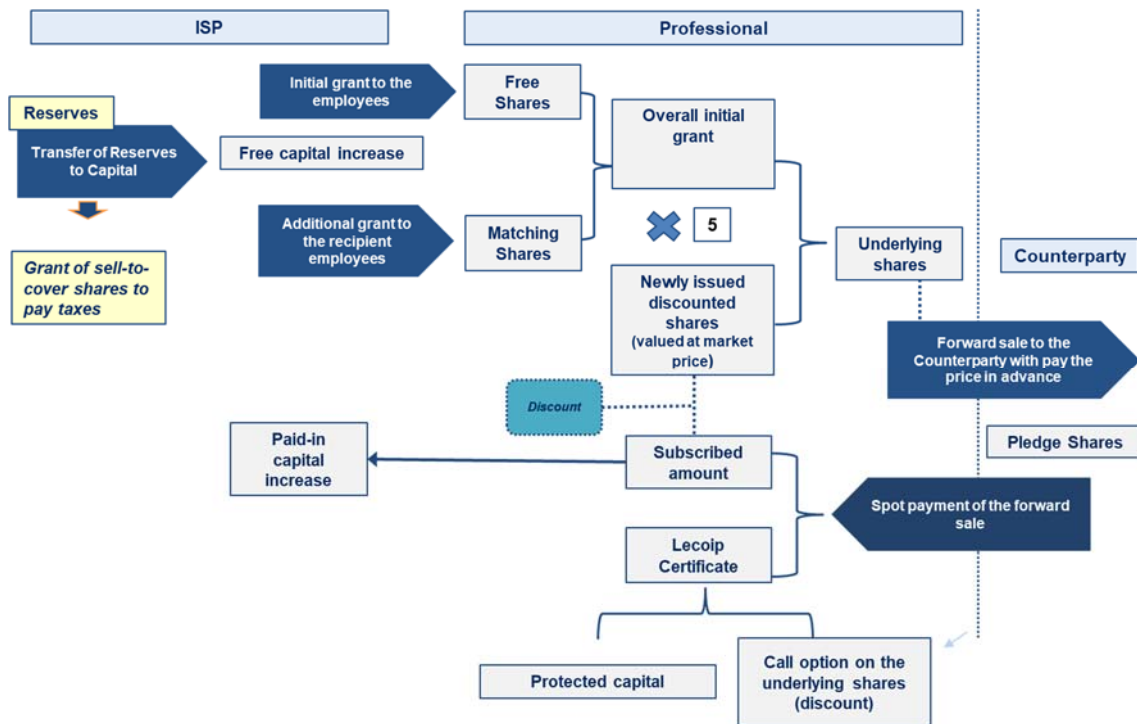 ISP
Professional
Initial grant to the
employees
Free
Shares
Reserves
Transfer of Reserves
to Capital
Free capital increase
Overall initial
grant
Additional grant to
the recipient
employees
Matching
Shares
5
Underlying
shares
Counterparty
Grant of sell-to-
cover shares to
pay taxes
Newly issued
discounted
shares
(valued at market
price)
Forward sale to the
Counterparty with pay the
price in advance
Discount
Paid-in
capital
increase
Subscribed
amount
Pledge Shares
Spot payment of the forward
sale
Lecoip
Certificate
Protected capital
Call option on the
underlying shares
(discount)